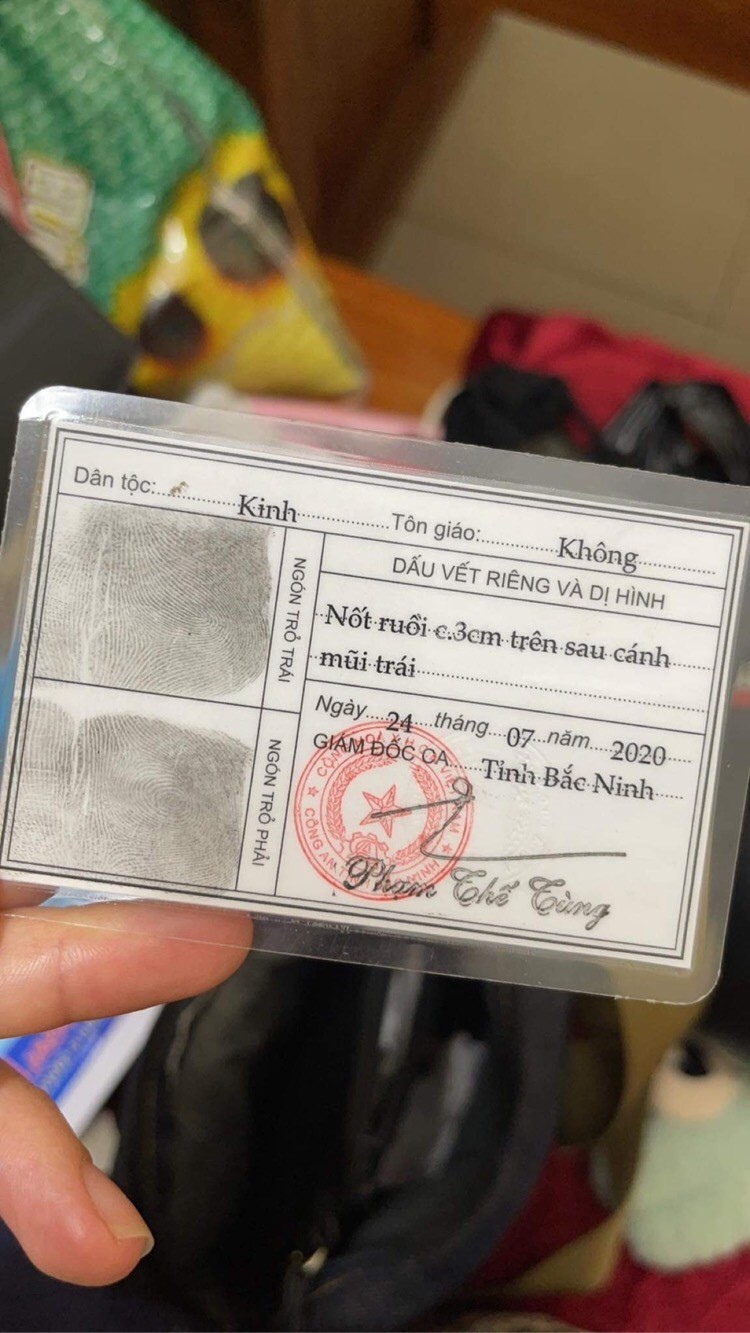 Dân tộc: Kinh Tôn giáo: Không
NGÓN TRỎ TRÁI
DẤU VẾT RIÊNG VÀ DỊ HÌNH
Nốt ruồi c.3cm trên sau cánh
mũi trái
NGÓN TRỎ PHẢI
Ngày 24 tháng 07 năm 2020
GIÁM ĐỐC CA Tỉnh Bắc Ninh
Phạm Thế Tùng